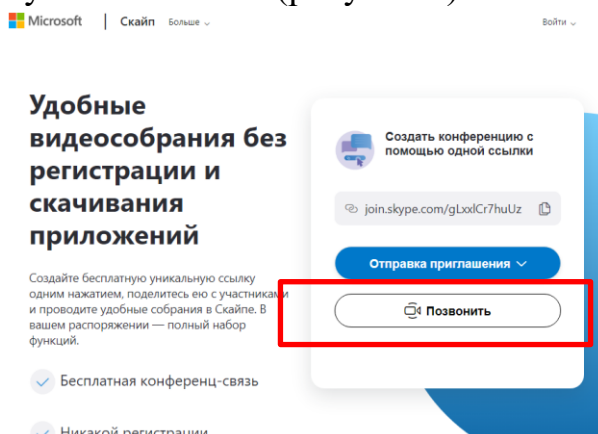 Microsoft | Скайп Больше
Войти
Удобные
видеособрания без
регистрации и
скачивания
приложений
Создайте бесплатную уникальную ссылку
одним нажатием, поделитесь ею с участниками
и проводите удобные собрания в Скайпе. В
вашем распоряжении — полный набор
функций.
Бесплатная конференц-связь
Никакой регистрации
Создать конференцию с
помощью одной ссылки
join.skype.com/gLxxlCr7huUz
Отправка приглашения
Позвонить